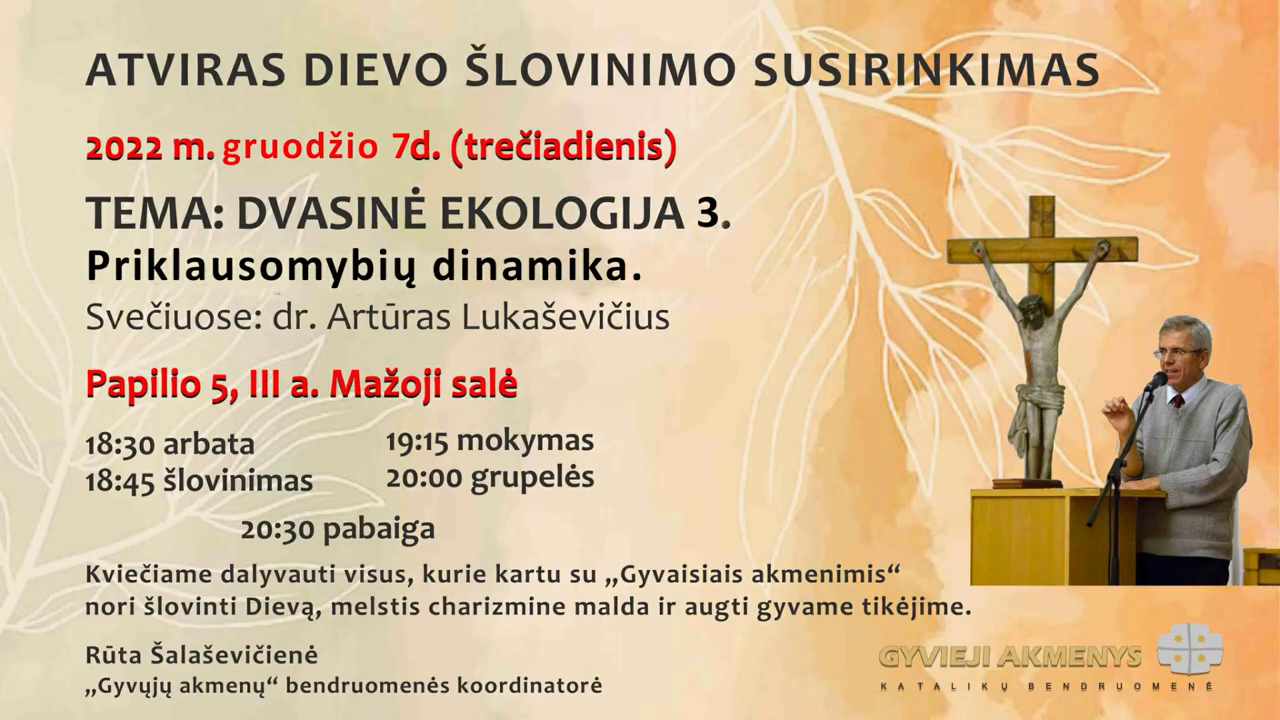 ATVIRAS DIEVO ŠLOVINIMO SUSIRINKIMAS
2022 m. gruodžio 7d. (trečiadienis)
TEMA: DVASINĖ EKOLOGIJA 3.
Priklausomybių dinamika.
Svečiuose: dr. Artūras Lukaševičius
Papilio 5, III a. Mažoji salė
18:30 arbata
18:45 šlovinimas
19:15 mokymas
20:00 grupelės
20:30 pabaiga
Kviečiame dalyvauti visus, kurie kartu su „Gyvaisiais akmenimis“
nori šlovinti Dievą, melstis charizmine malda ir augti gyvame tikėjime.
Rūta Šalaševičienė
„Gyvųjų akmenų“ bendruomenės koordinatorė
GYVIEJI AKMENYS
KATALIKŲ BENDRUOMENĖ